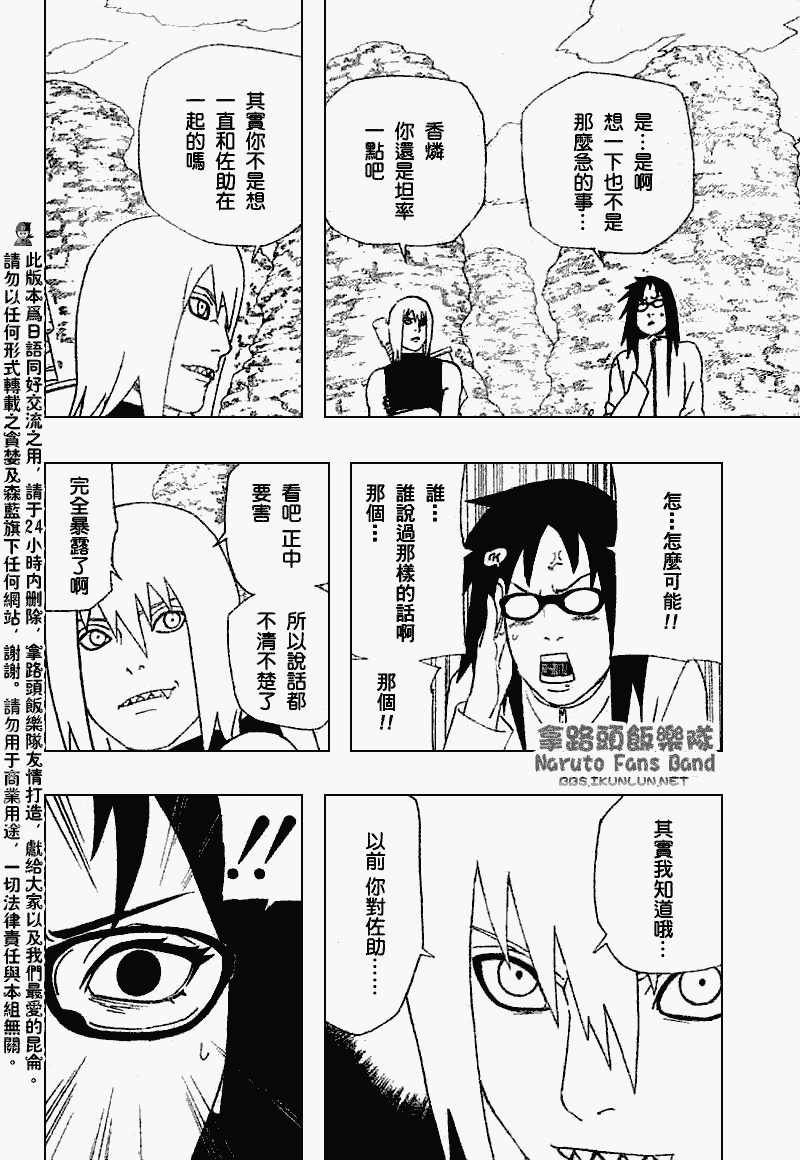 是…是啊
想一下也不是
那麼急的事…
香燐
你還是坦率
一點吧
其實你不是想
一直和佐助在
一起的嗎
怎…怎麼可能!!
誰…
誰說過那樣的話啊
那個…
那個!!
看吧 正中
要害
所以說話都
不清不楚了
完全暴露了啊
拿路頭飯樂隊
Naruto Fans Band
BBS.IKUNLUN.NET
其實我知道哦…
以前 你對佐助……
!!
此版本爲日語同好交流之用，請于24小時内刪除，拿路頭飯樂隊友情打造，獻給大家以及我們最愛的昆侖。
請勿以任何形式轉載之貪婪及森藍旗下任何網站，謝謝。請勿用于商業用途，一切法律責任與本組無關。